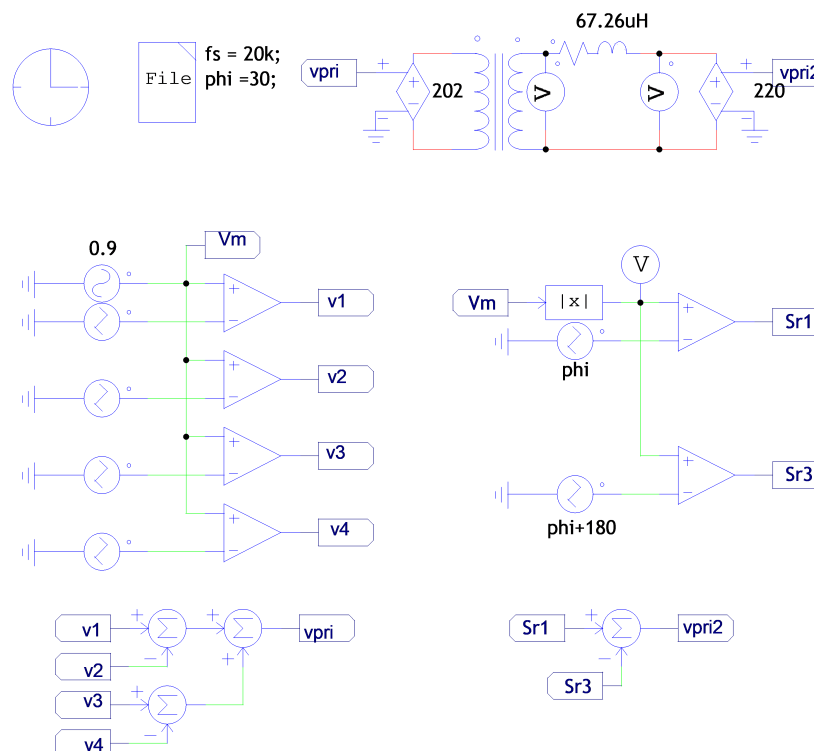 67.26uH
fs = 20k;
phi =30;
File
vpri
202
V
V
220
vpri2
Vm
0.9
v1
v2
v3
v4
V
Vm
|x|
Sr1
phi
Sr3
phi+180
v1
v2
vpri
v3
v4
Sr1
vpri2
Sr3